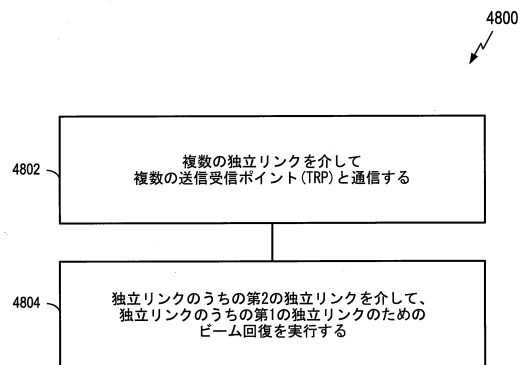 4800
4802
複数の独立リンクを介して
複数の送信受信ポイント(TRP)と通信する
4804
独立リンクのうちの第2の独立リンクを介して、
独立リンクのうちの第1の独立リンクのための
ビーム回復を実行する